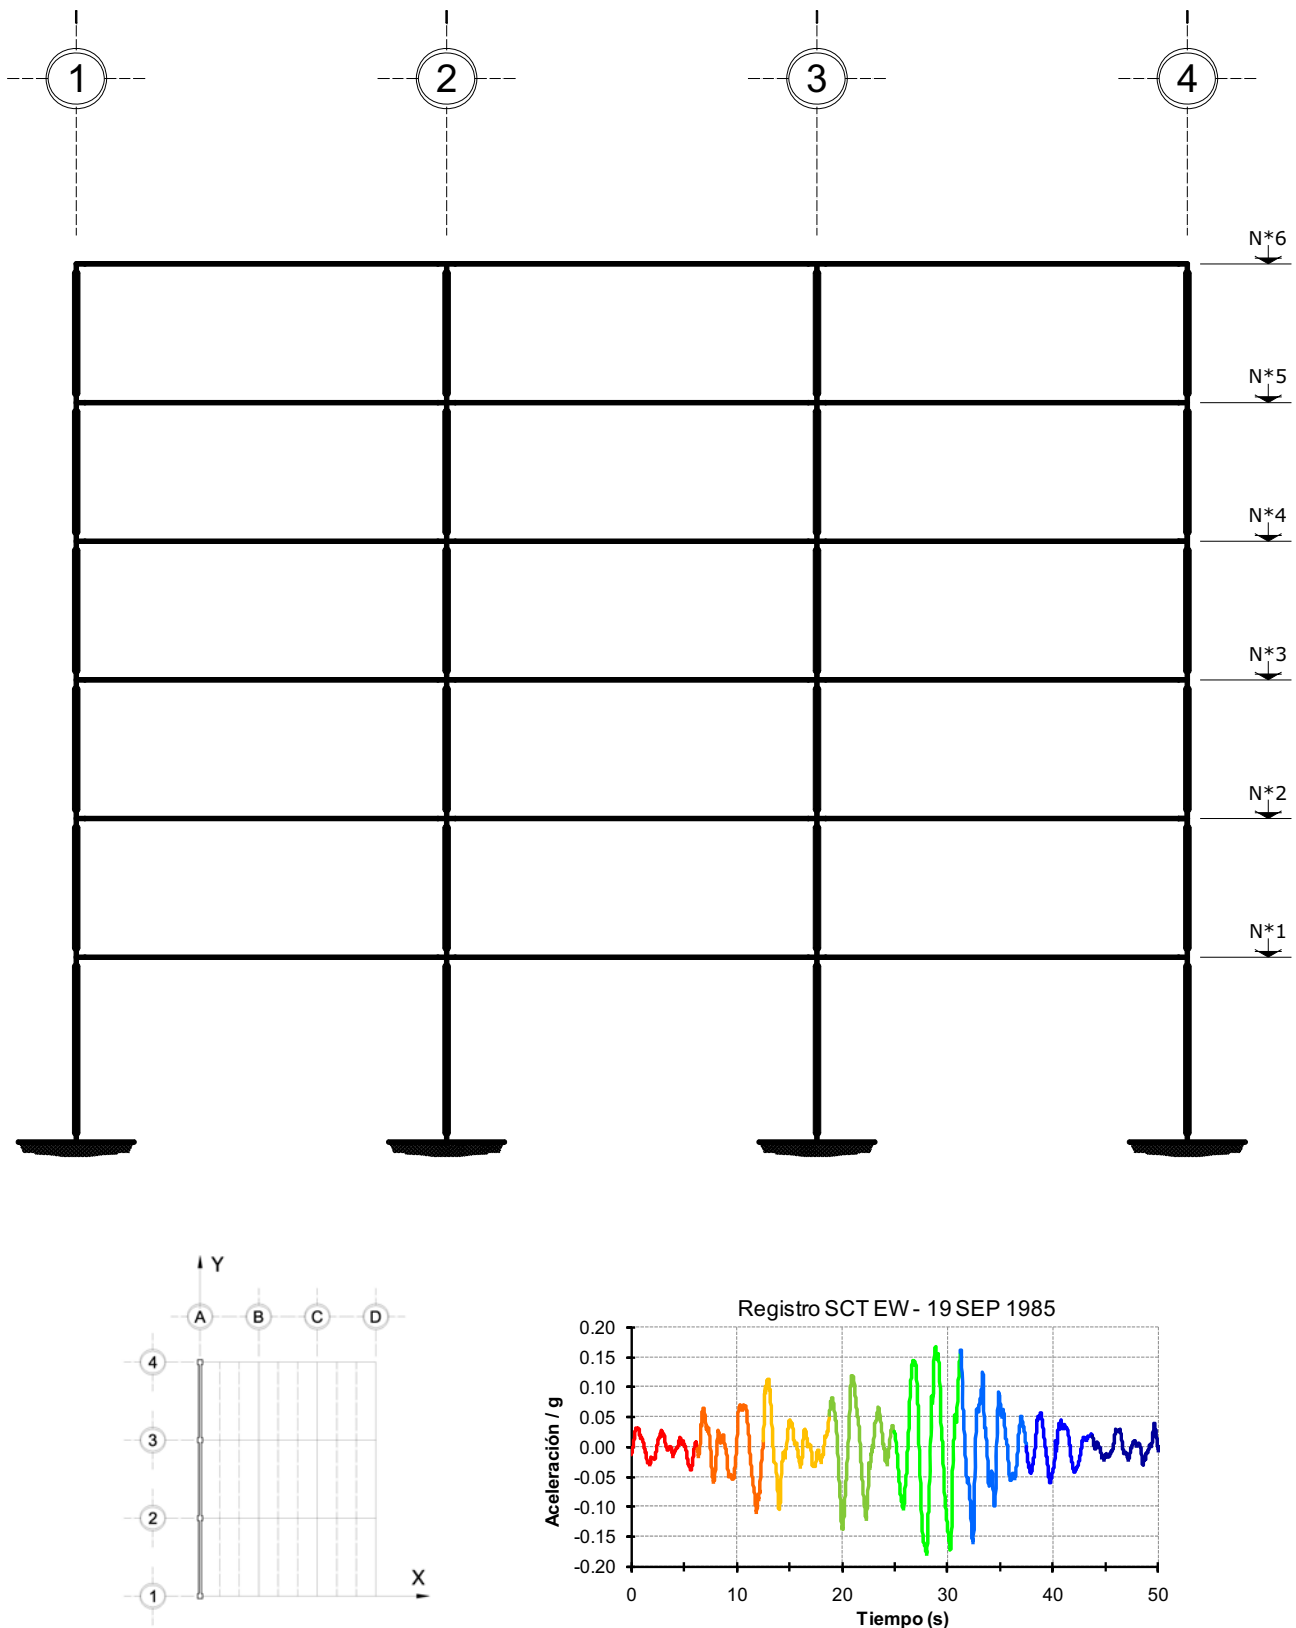 1 2 3 4
N*6
N*5
N*4
N*3
N*2
N*1
Y
A B C D
4
3
2
1
X
Registro SCT EW - 19 SEP 1985
Aceleración / g
0.20
0.15
0.10
0.05
0.00
-0.05
-0.10
-0.15
-0.20
0 10 20 30 40 50
Tiempo (s)